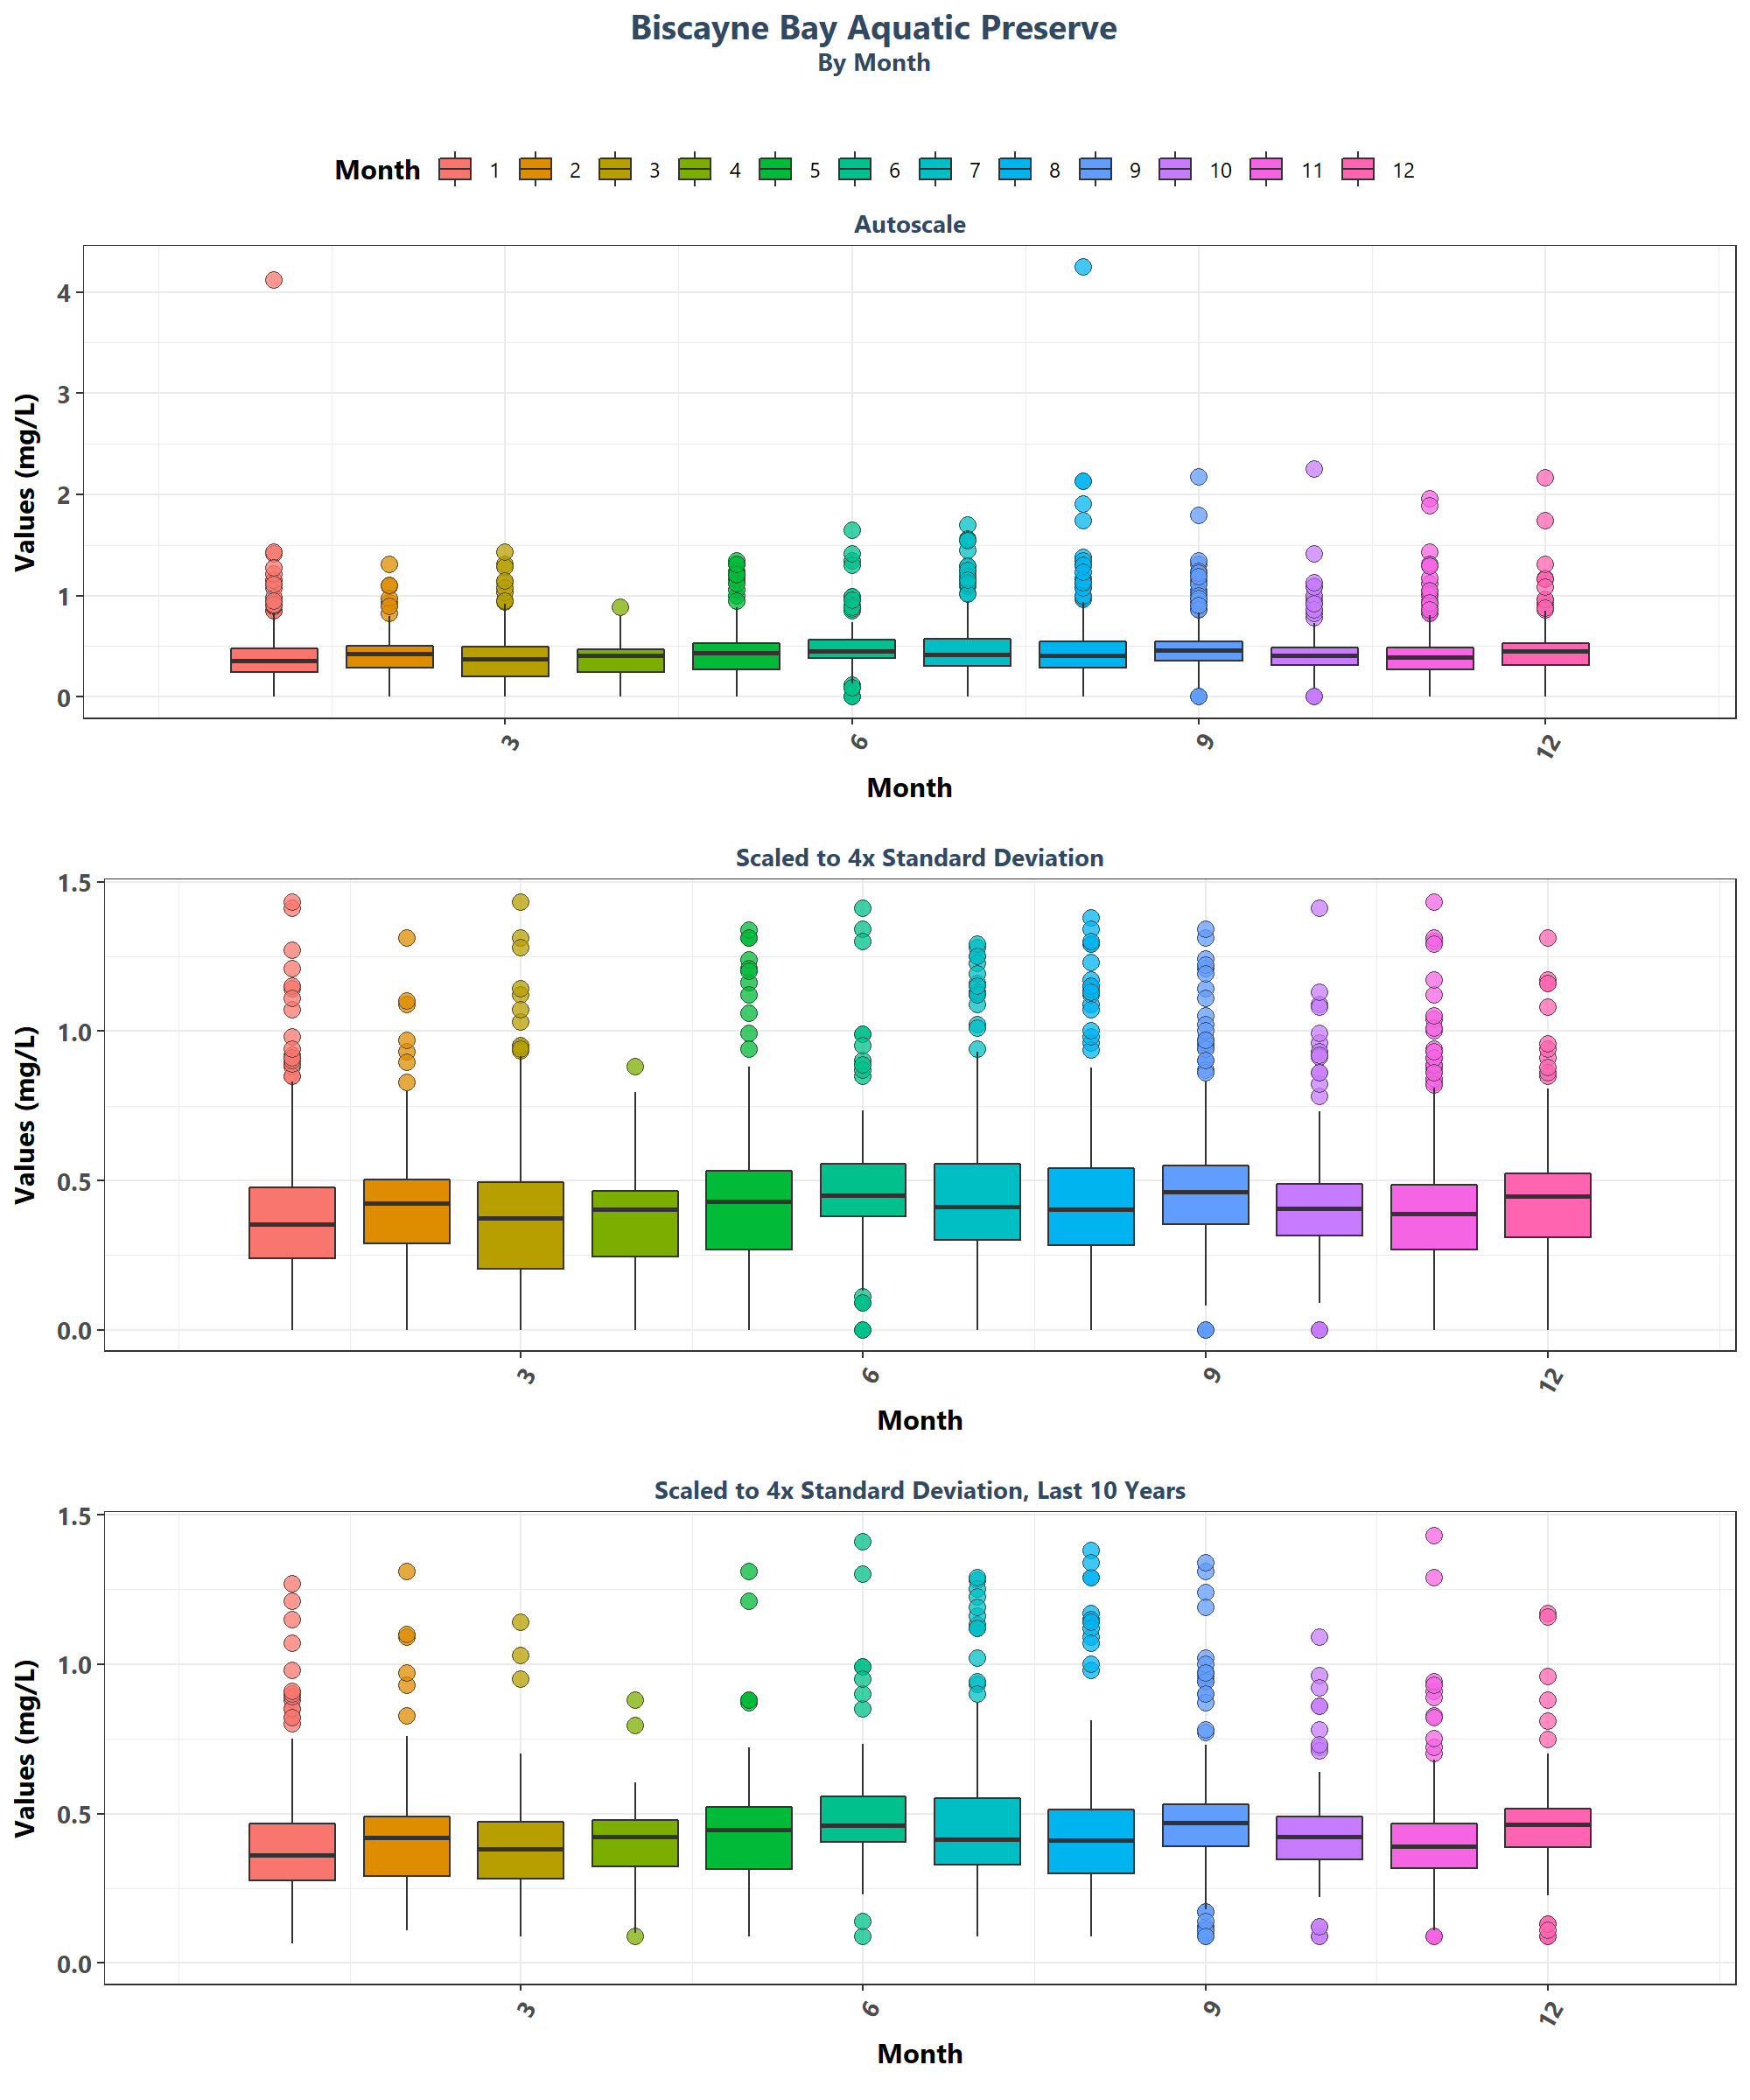 Biscayne Bay Aquatic Preserve
By Month
Month 1 2 3 4 5 6 7 8 9 10 11 12
Autoscale
Values (mg/L)
4
3
2
1
0
3 6 9 12
Month
Scaled to 4x Standard Deviation
Values (mg/L)
1.5
1.0
0.5
0.0
3 6 9 12
Month
Scaled to 4x Standard Deviation, Last 10 Years
Values (mg/L)
1.5
1.0
0.5
0.0
3 6 9 12
Month